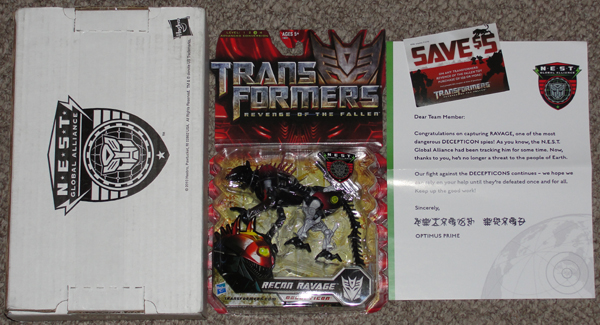 Hasbro
N.E.S.T.
GLOBAL ALLIANCE
AGES 5+
TRANSFORMERS
REVENGE OF THE FALLEN
N.E.S.T.
RECON RAVAGE
DECEPTICON
TRANSFORMERS.COM
Hasbro
SAVE $5
TRANSFORMERS
N.E.S.T.
GLOBAL ALLIANCE
Dear Team Member:
Congratulations on capturing RAVAGE, one of the most
dangerous DECEPTICON spies! As you know, the N.E.S.T.
Global Alliance had been tracking him for some time. Now,
thanks to you, he's no longer a threat to the people of Earth.
Our fight against the DECEPTICONS continues – we hope we
can rely on your help until they're defeated once and for all.
Keep up the good work!
Sincerely,
OPTIMUS PRIME